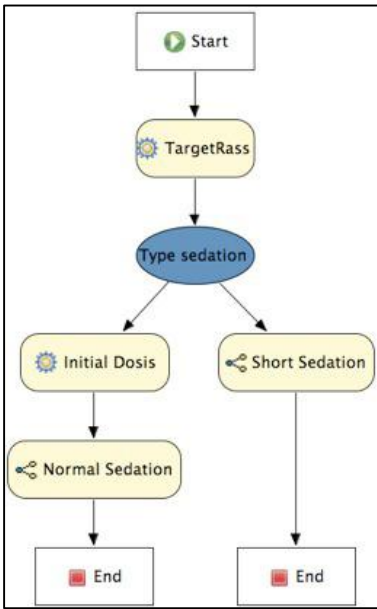 Start
TargetRass
Type sedation
Initial Dosis
Short Sedation
Normal Sedation
End
End